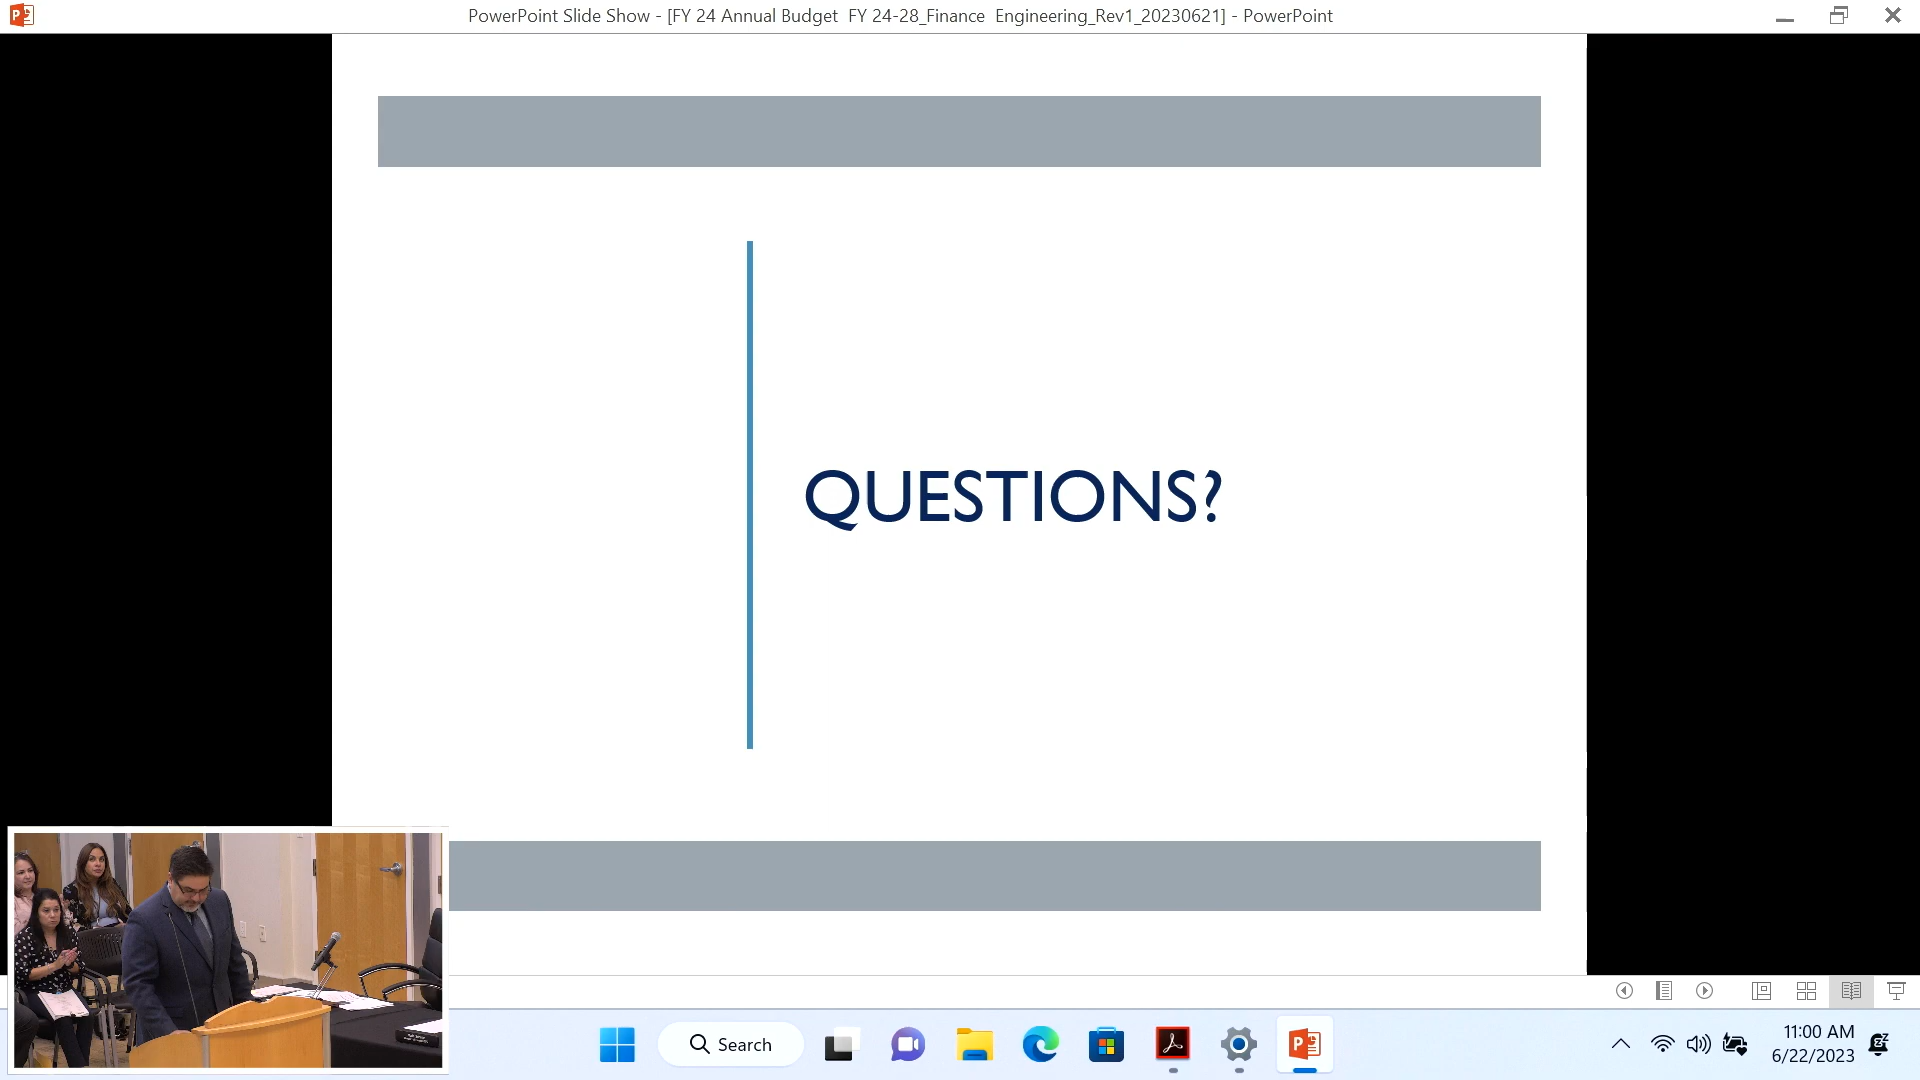 PowerPoint Slide Show - [FY 24 Annual Budget  FY 24-28_Finance  Engineering_Rev1_20230621] - PowerPoint
QUESTIONS?
Search
11:00 AM
6/22/2023